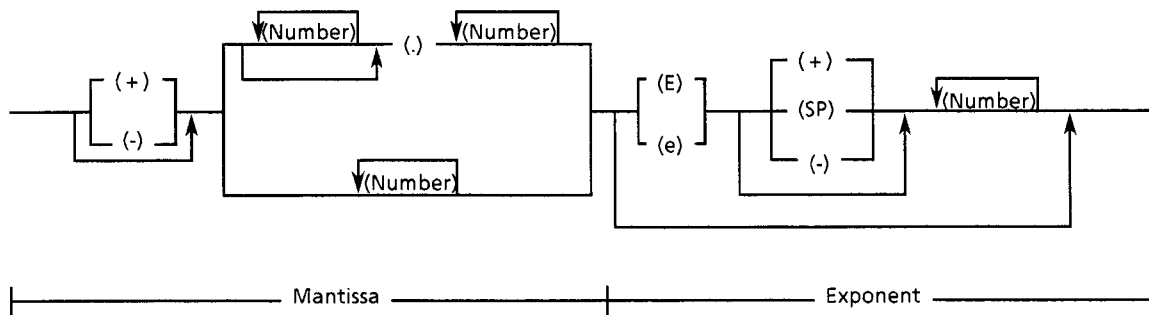 (Number) (.) (Number)
(+) (E) (+)
(SP) (Number)
(-) (e) (-)
(Number)
Mantissa Exponent